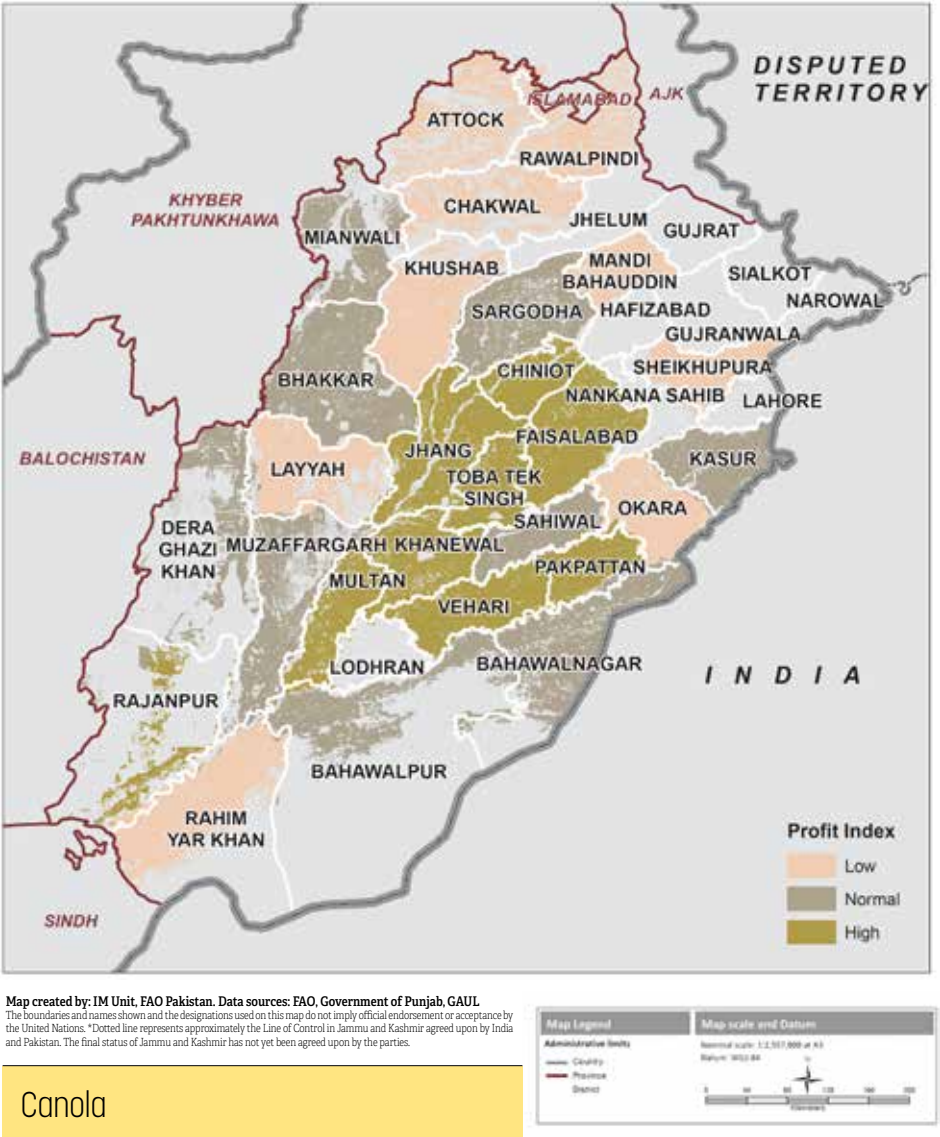 DISPUTED
TERRITORY
ISLAMABAD
AJK
ATTOCK
RAWALPINDI
KHYBER
PAKHTUNKHAWA
CHAKWAL
JHELUM
GUJRAT
MIANWALI
KHUSHAB
MANDI
BAHAUDDIN
SIALKOT
NAROWAL
SARGODHA
HAFIZABAD
GUJRANWALA
SHEIKHUPURA
CHINIOT
BHAKKAR
NANKANA SAHIB
LAHORE
FAISALABAD
JHANG
KASUR
BALOCHISTAN
LAYYAH
TOBA TEK
SINGH
OKARA
SAHIWAL
DERA
GHAZI
KHAN
MUZAFFARGARH
KHANEWAL
PAKPATTAN
MULTAN
VEHARI
LODHRAN
BAHAWALNAGAR
INDIA
RAJANPUR
BAHAWALPUR
RAHIM
YAR KHAN
SINDH
Profit Index
Low
Normal
High
Map created by: IM Unit, FAO Pakistan. Data sources: FAO, Government of Punjab, GAUL
The boundaries and names shown and the designations used on this map do not imply official endorsement or acceptance by
the United Nations. *Dotted line represents approximately the Line of Control in Jammu and Kashmir agreed upon by India
and Pakistan. The final status of Jammu and Kashmir has not yet been agreed upon by the parties.
Map Legend
Administrative limits
Country
Province
District
Map scale and Datum
Kilometers
Canola